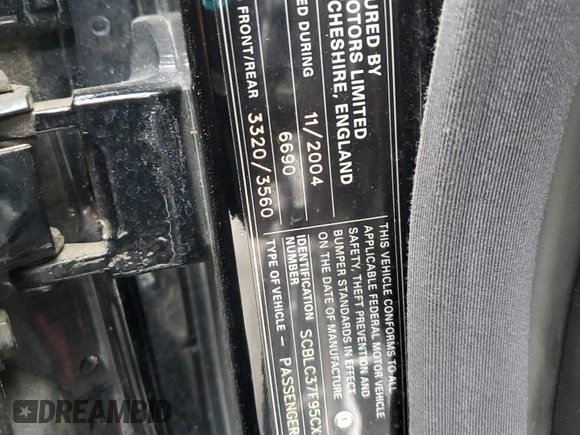 URED BY
OTORS LIMITED
CHESHIRE, ENGLAND
ED DURING 11/2004
6690
FRONT/REAR 3320/3560
THIS VEHICLE CONFORMS TO ALL
APPLICABLE FEDERAL MOTOR VEHICLE
SAFETY, THEFT PREVENTION AND
BUMPER STANDARDS IN EFFECT
ON THE DATE OF MANUFACTURE
IDENTIFICATION SCBLC37F95CX
NUMBER
TYPE OF VEHICLE - PASSENGER
DREAMBID